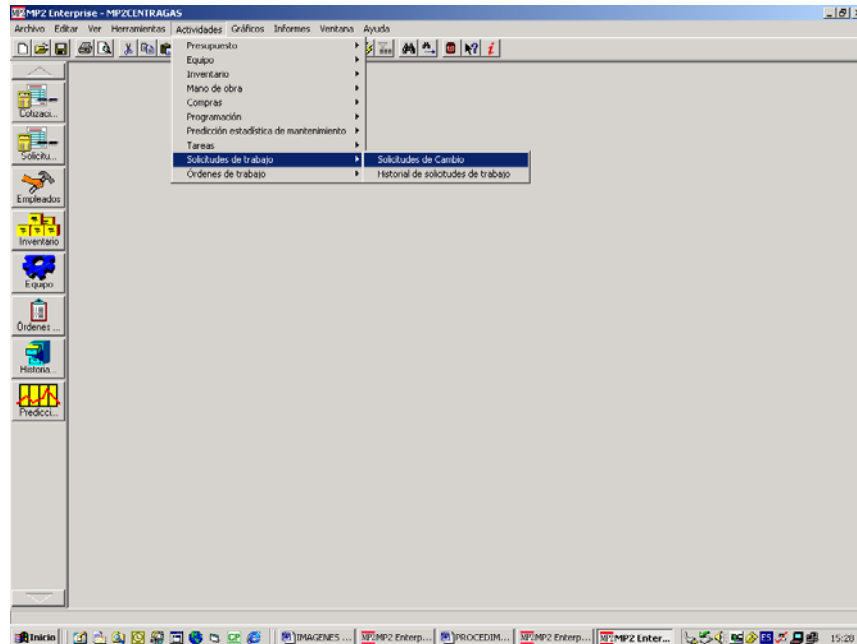 MP2 Enterprise - MP2CENTRAGAS
Archivo Editar Ver Herramientas Actividades Gráficos Informes Ventana Ayuda
Presupuesto
Equipo
Inventario
Mano de obra
Compras
Programación
Predicción estadística de mantenimiento
Tareas
Solicitudes de trabajo
Solicitudes de Cambio
Órdenes de trabajo
Historial de solicitudes de trabajo
Cotizaci...
Solicitu...
Empleados
Inventario
Equipo
Órdenes ...
Historia...
Predicci...
Inicio IMAGENES ... MP2 Enterp... PROCEDIM... MP2 Enterp... MP2 Enter... ES 15:20